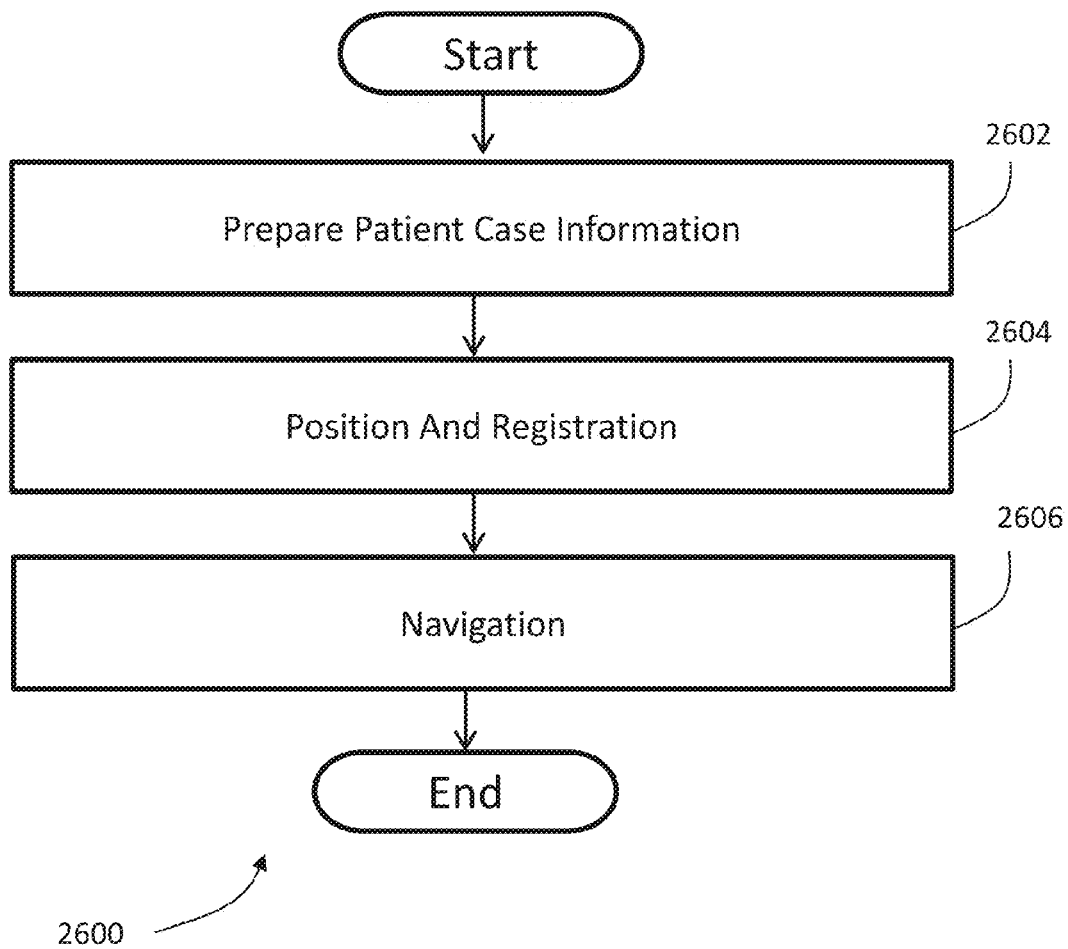 Start
2602
Prepare Patient Case Information
2604
Position And Registration
2606
Navigation
End
2600